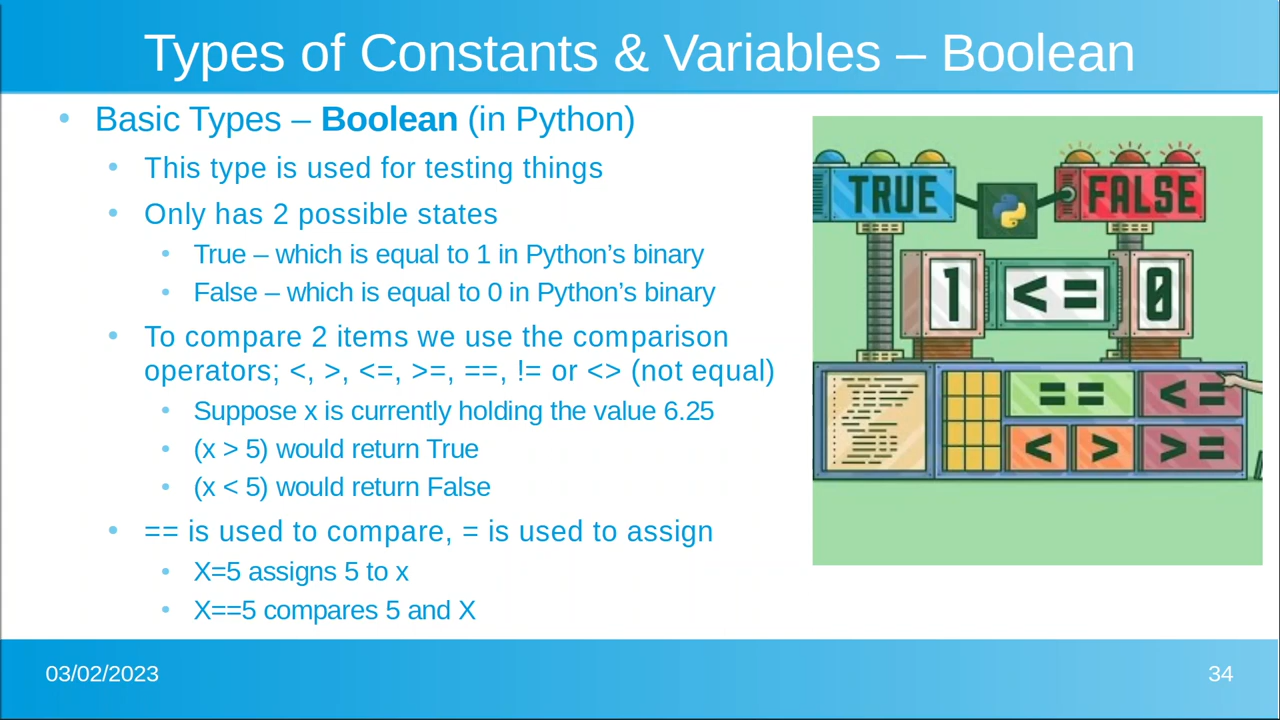 Types of Constants & Variables – Boolean
• Basic Types – Boolean (in Python)
• This type is used for testing things
• Only has 2 possible states
• True – which is equal to 1 in Python’s binary
• False – which is equal to 0 in Python’s binary
• To compare 2 items we use the comparison
operators; <, >, <=, >=, ==, != or <> (not equal)
• Suppose x is currently holding the value 6.25
• (x > 5) would return True
• (x < 5) would return False
• == is used to compare, = is used to assign
• X=5 assigns 5 to x
• X==5 compares 5 and X
TRUE FALSE
1 <= 0
== <=
< > >=
03/02/2023 34